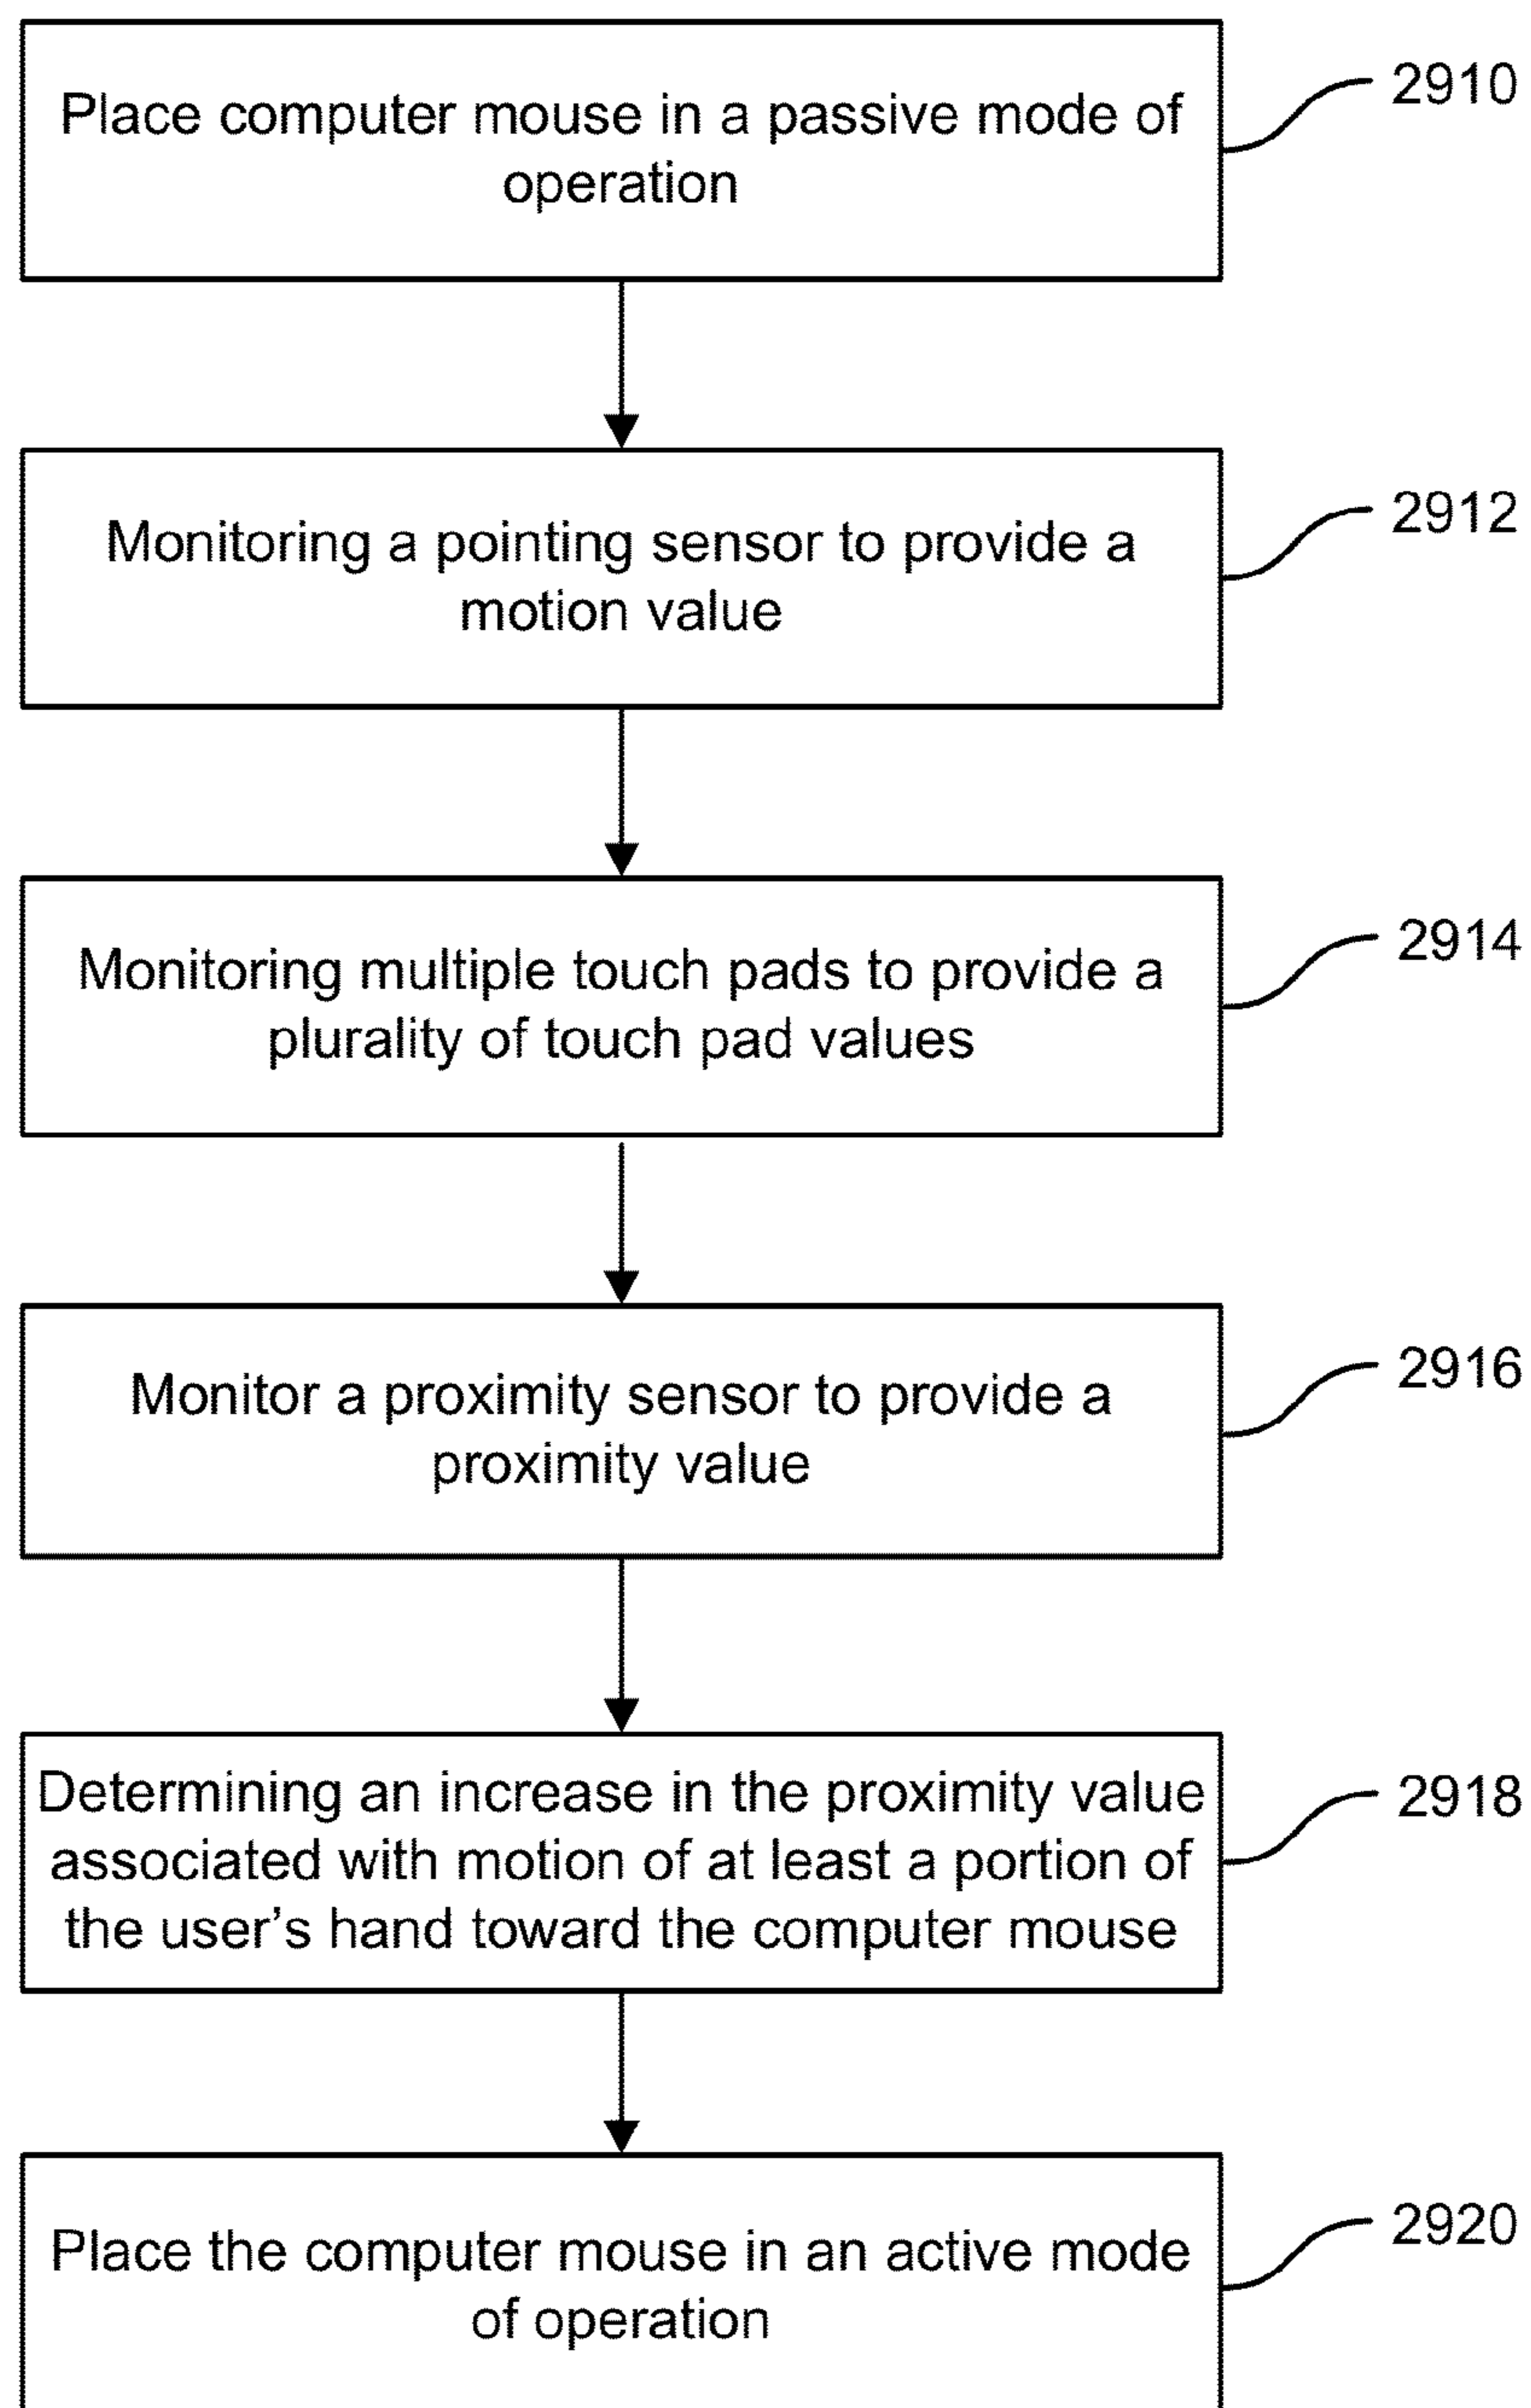 Place computer mouse in a passive mode of
operation
2910
Monitoring a pointing sensor to provide a
motion value
2912
Monitoring multiple touch pads to provide a
plurality of touch pad values
2914
Monitor a proximity sensor to provide a
proximity value
2916
Determining an increase in the proximity value
associated with motion of at least a portion of
the user's hand toward the computer mouse
2918
Place the computer mouse in an active mode
of operation
2920